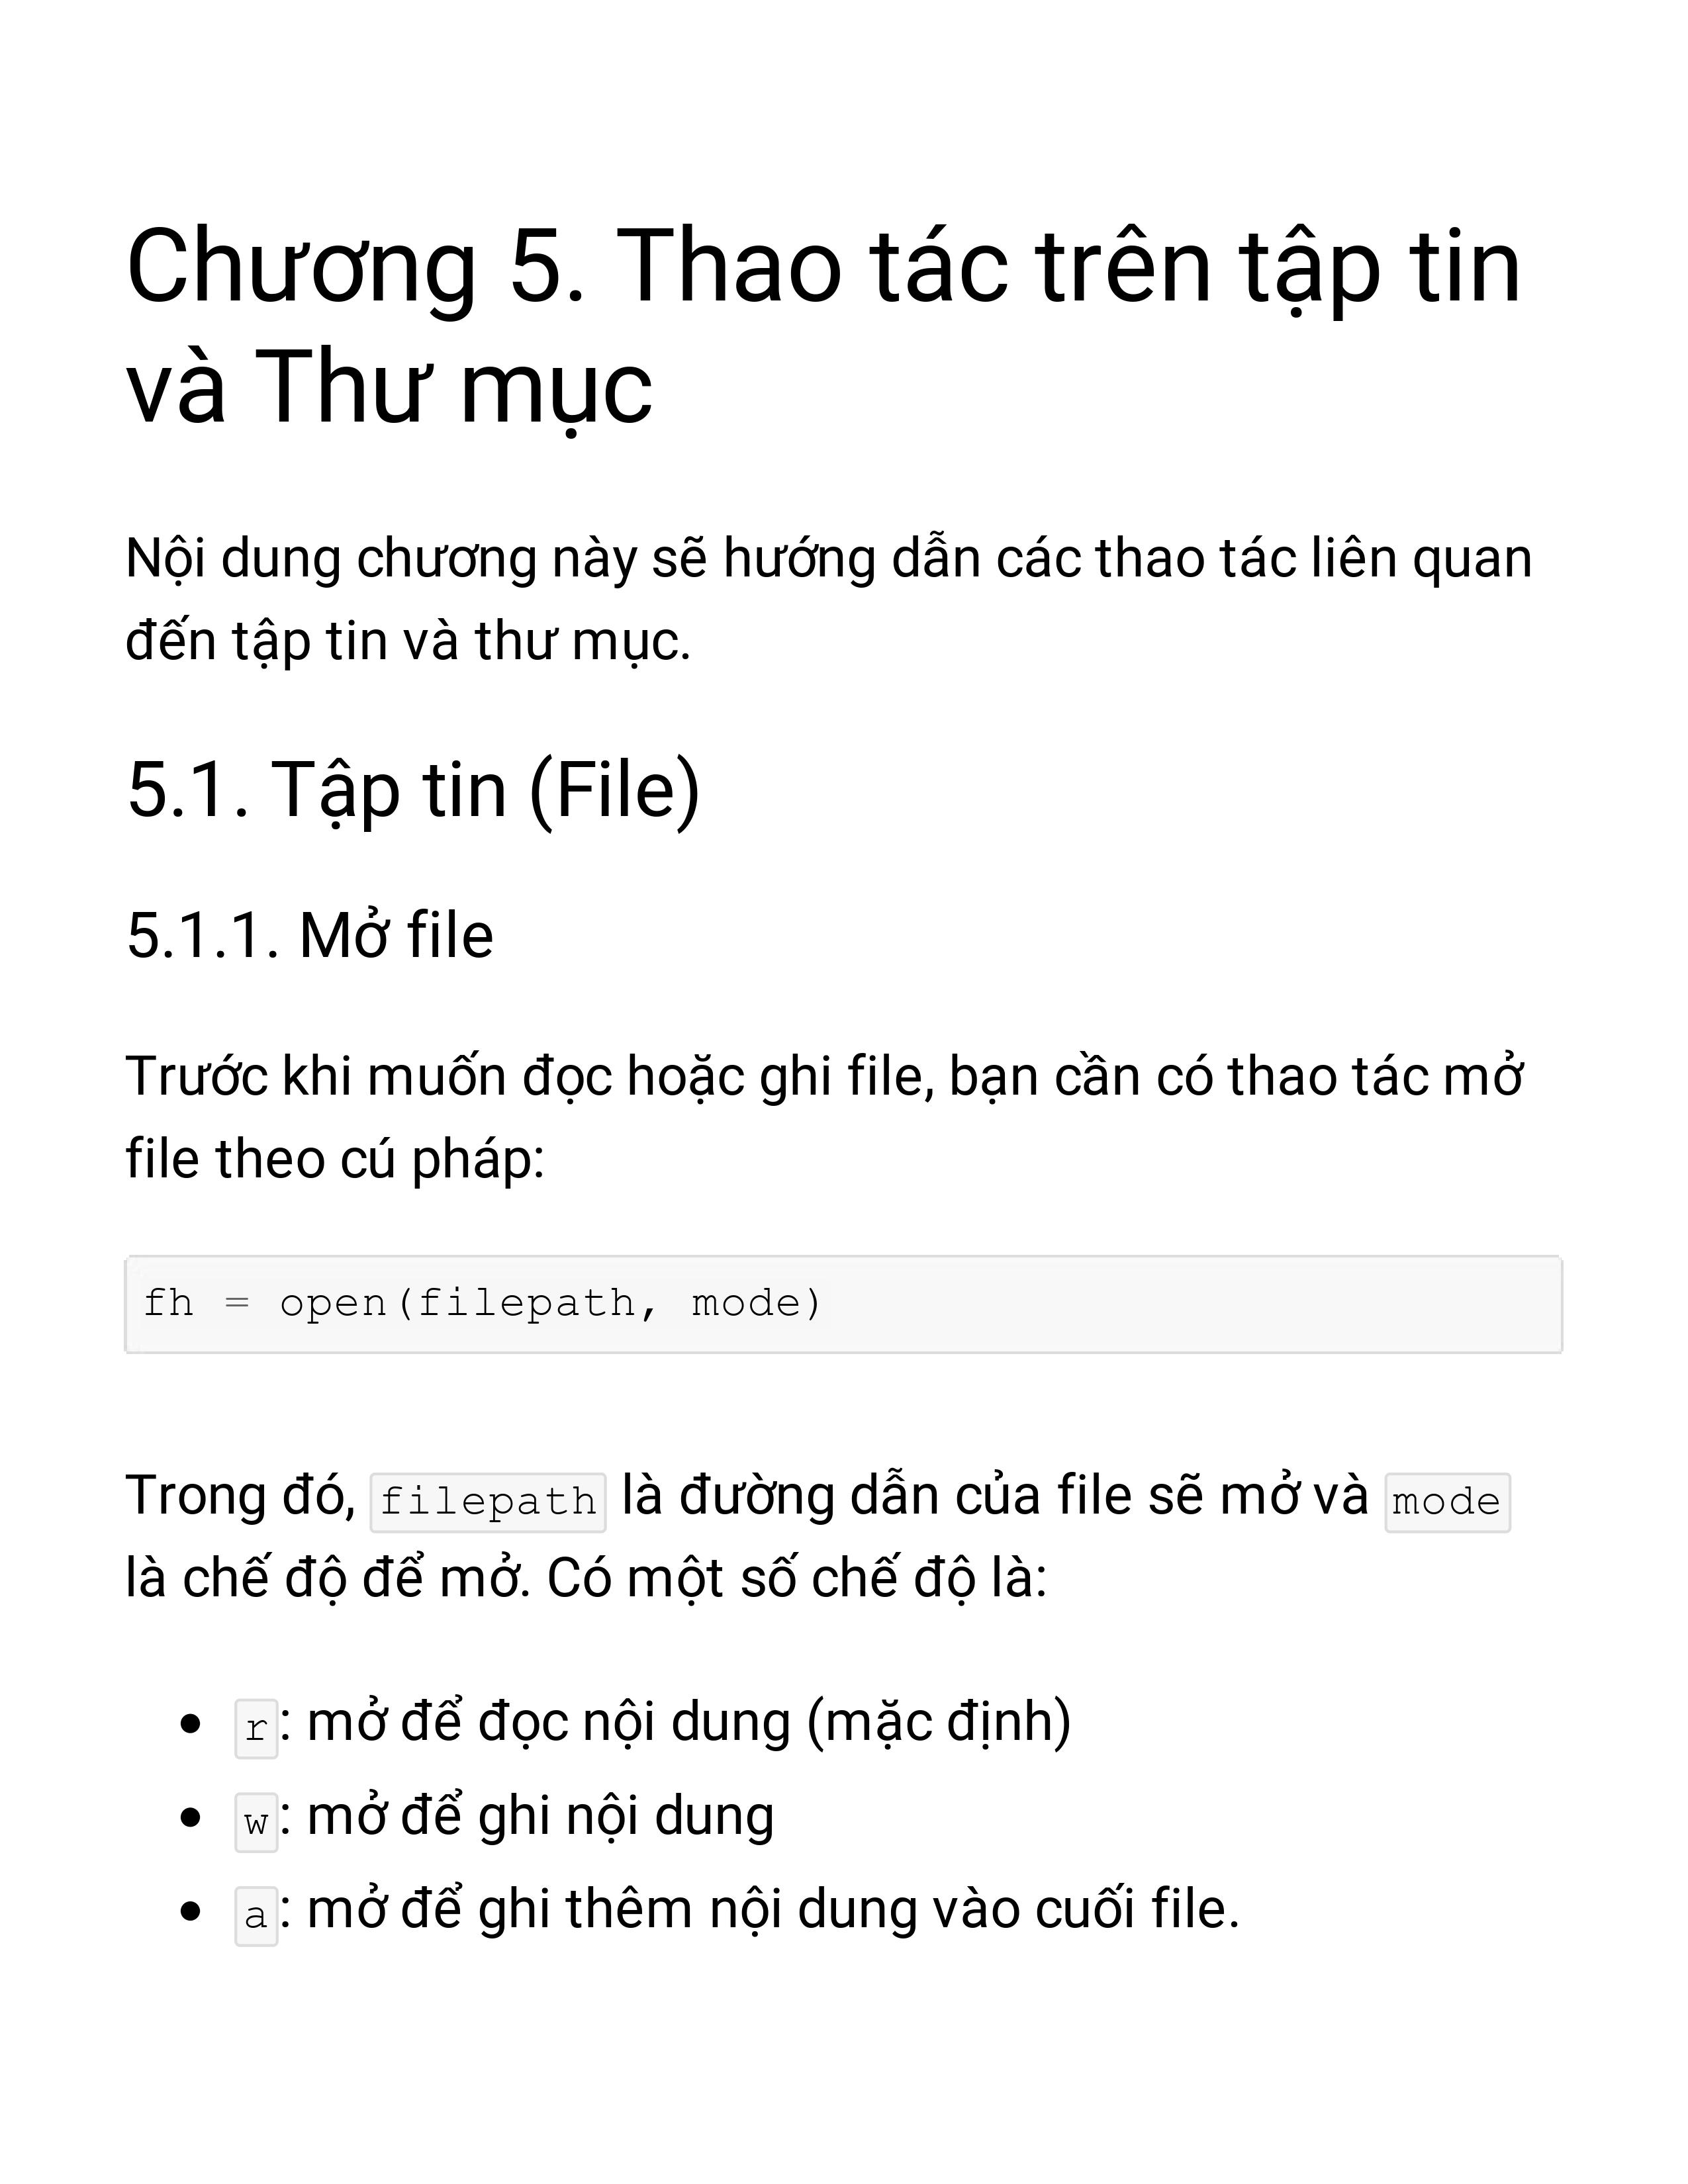 Chương 5. Thao tác trên tập tin
và Thư mục
Nội dung chương này sẽ hướng dẫn các thao tác liên quan
đến tập tin và thư mục.
5.1. Tập tin (File)
5.1.1. Mở file
Trước khi muốn đọc hoặc ghi file, bạn cần có thao tác mở
file theo cú pháp:
fh = open(filepath, mode)
Trong đó, filepath là đường dẫn của file sẽ mở và mode
là chế độ để mở. Có một số chế độ là:
• r: mở để đọc nội dung (mặc định)
• w: mở để ghi nội dung
• a: mở để ghi thêm nội dung vào cuối file.